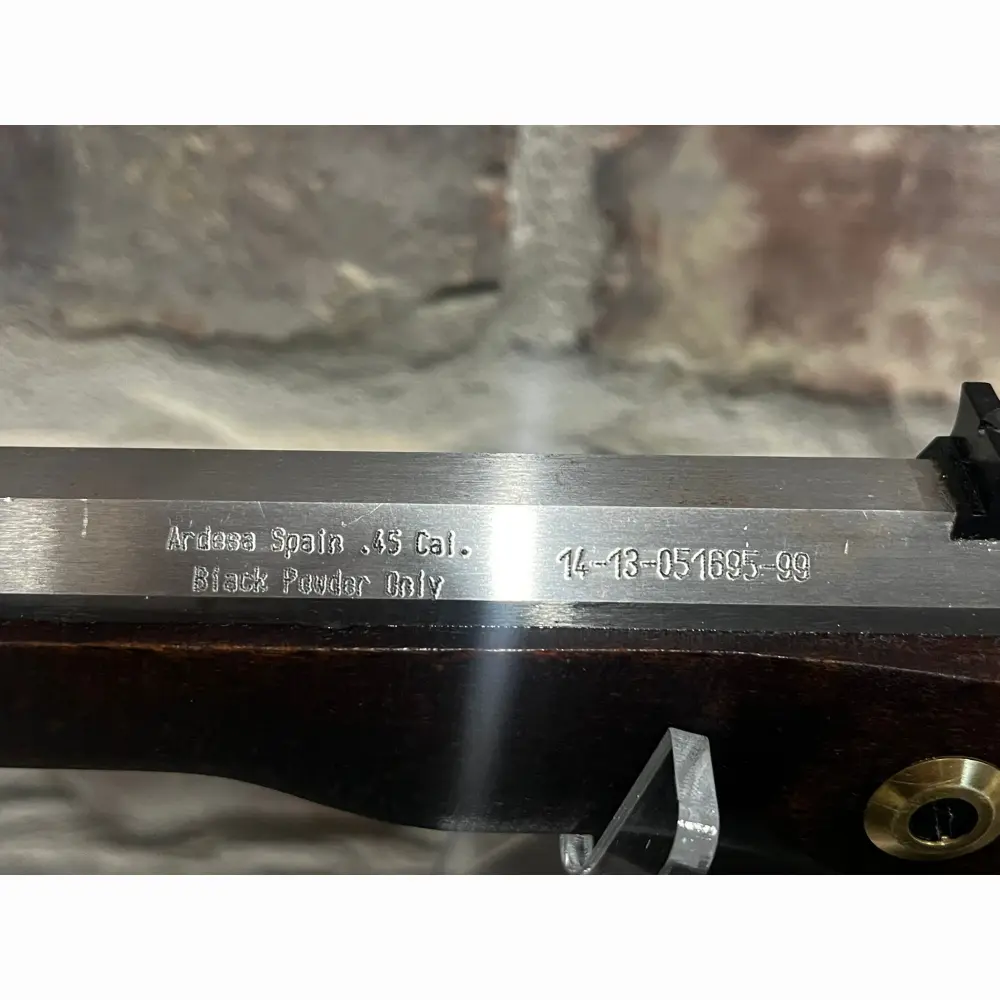 Ardesa Spain .45 Cal.
Black Powder Only
14-13-051695-99